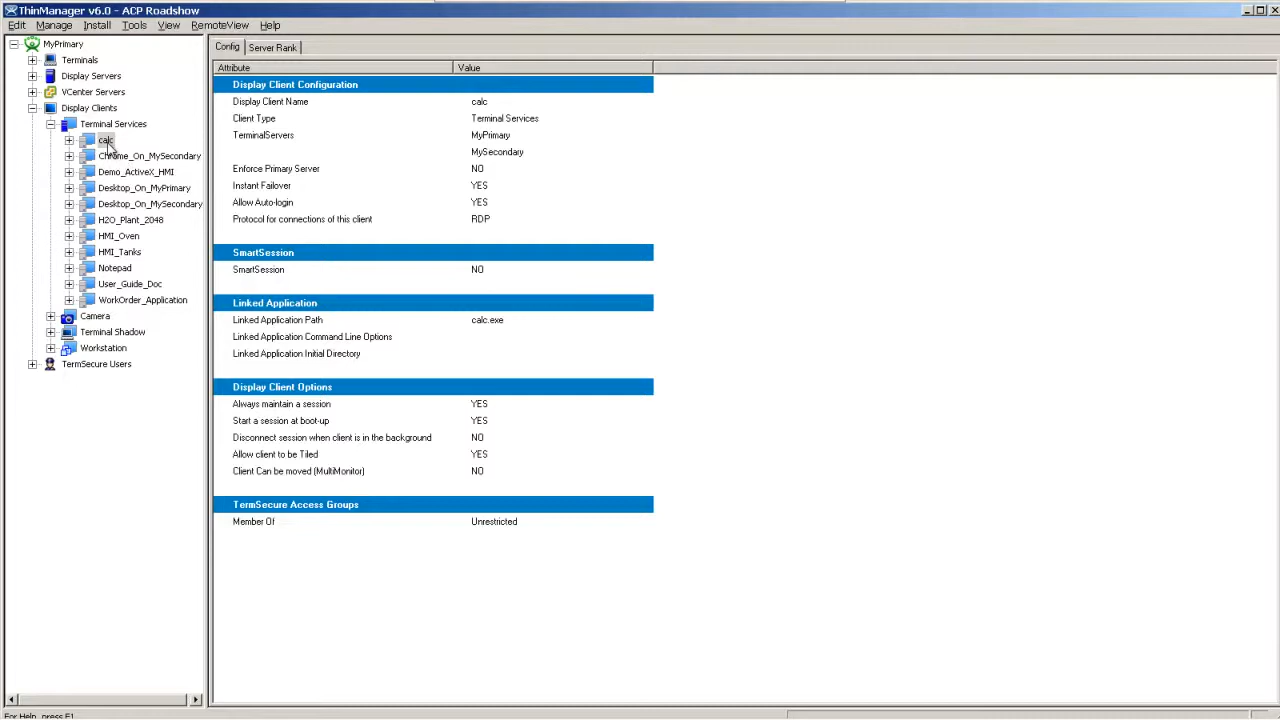 ThinManager v6.0 - ACP Roadshow
Edit Manage Install Tools View RemoteView Help
MyPrimary
Terminals
Display Servers
VCenter Servers
Display Clients
Terminal Services
calc
Chrome_On_MySecondary
Demo_ActiveX_HMI
Desktop_On_MyPrimary
Desktop_On_MySecondary
H2O_Plant_2048
HMI_Oven
HMI_Tanks
Notepad
User_Guide_Doc
WorkOrder_Application
Camera
Terminal Shadow
Workstation
TermSecure Users
Config Server Rank
Attribute Value
Display Client Configuration
Display Client Name calc
Client Type Terminal Services
TerminalServers MyPrimary
MySecondary
Enforce Primary Server NO
Instant Failover YES
Allow Auto-login YES
Protocol for connections of this client RDP
SmartSession
SmartSession NO
Linked Application
Linked Application Path calc.exe
Linked Application Command Line Options
Linked Application Initial Directory
Display Client Options
Always maintain a session YES
Start a session at boot-up YES
Disconnect session when client is in the background NO
Allow client to be Tiled YES
Client Can be moved (MultiMonitor) NO
TermSecure Access Groups
Member Of Unrestricted
For Help, press F1